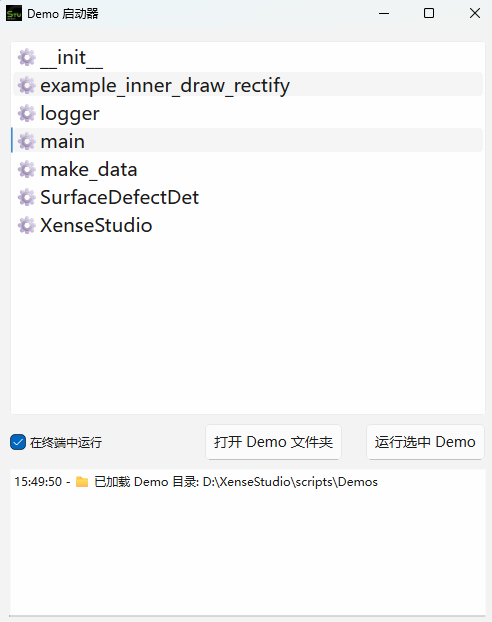 Demo 启动器
__init__
example_inner_draw_rectify
logger
main
make_data
SurfaceDefectDet
XenseStudio
在终端中运行
打开 Demo 文件夹
运行选中 Demo
15:49:50 - 已加载 Demo 目录: D:\XenseStudio\scripts\Demos